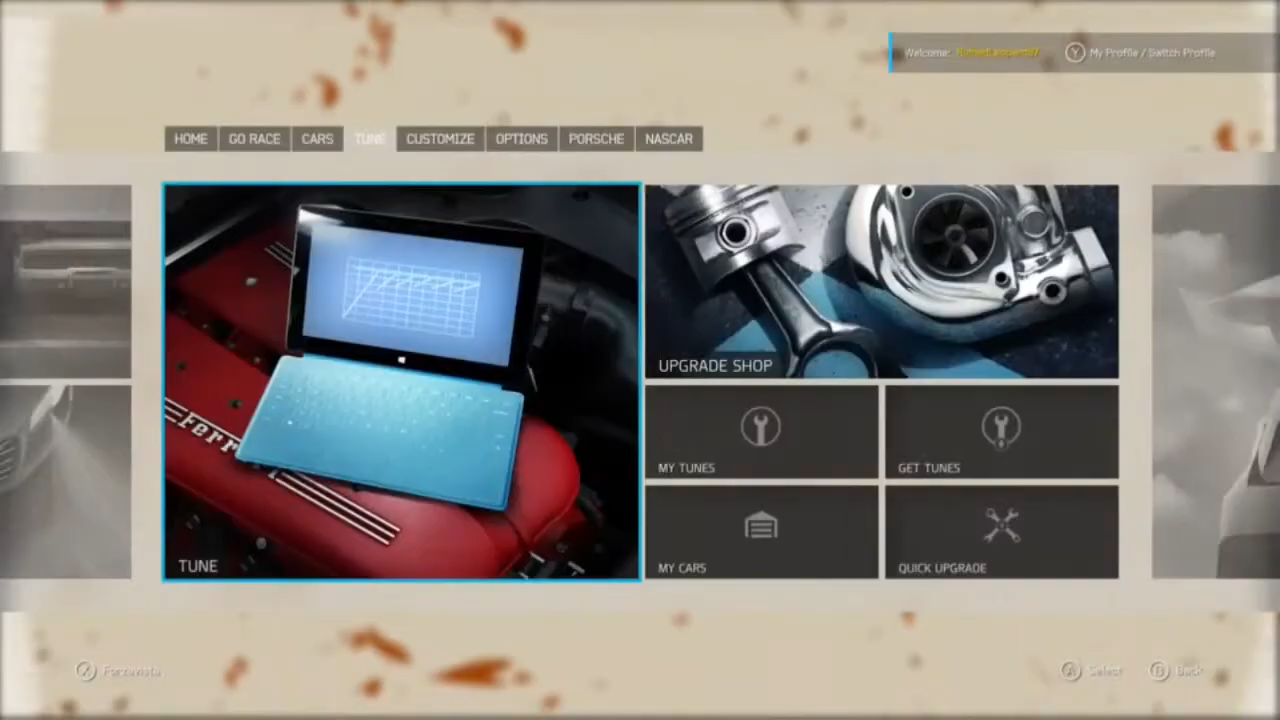 Welcome:
Y My Profile / Switch Profile
HOME GO RACE CARS TUNE CUSTOMIZE OPTIONS PORSCHE NASCAR
Ferr
TUNE
UPGRADE SHOP
MY TUNES
GET TUNES
MY CARS
QUICK UPGRADE
Forzavista
A Select B Back